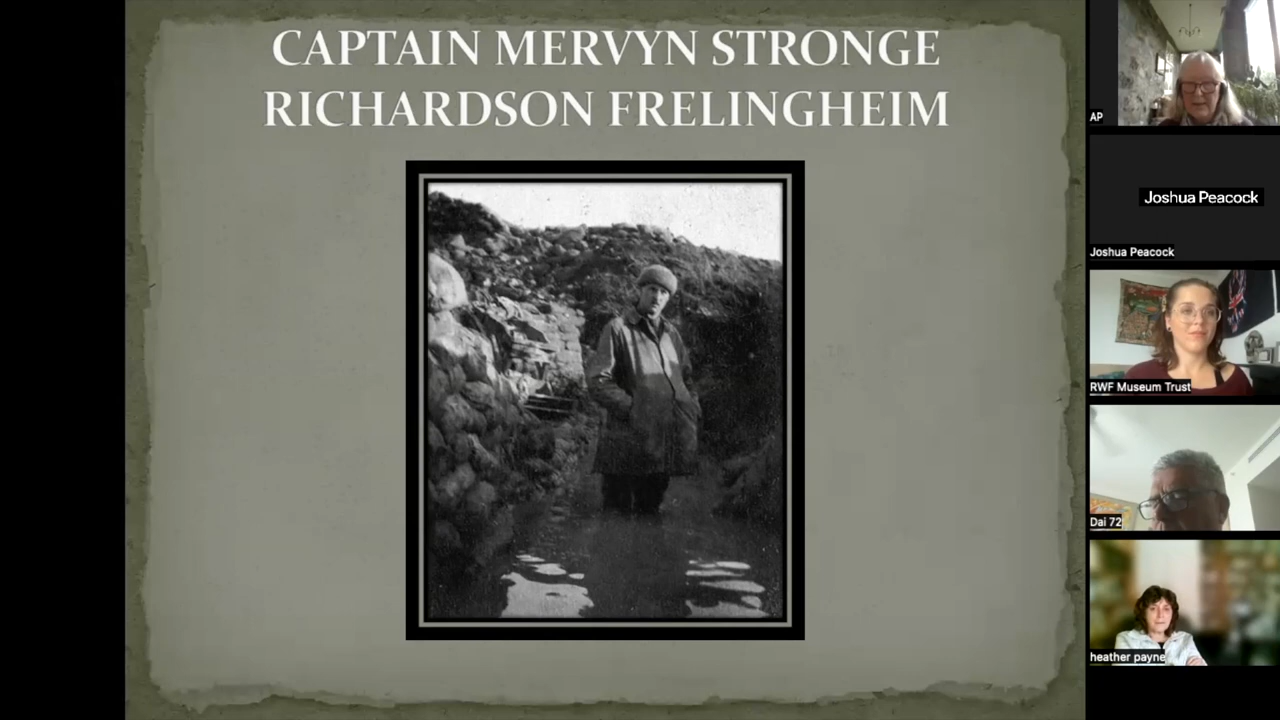 CAPTAIN MERVYN STRONGE
RICHARDSON FRELINGHEIM
AP
Joshua Peacock
Joshua Peacock
RWF Museum Trust
Dai 72
heather payne